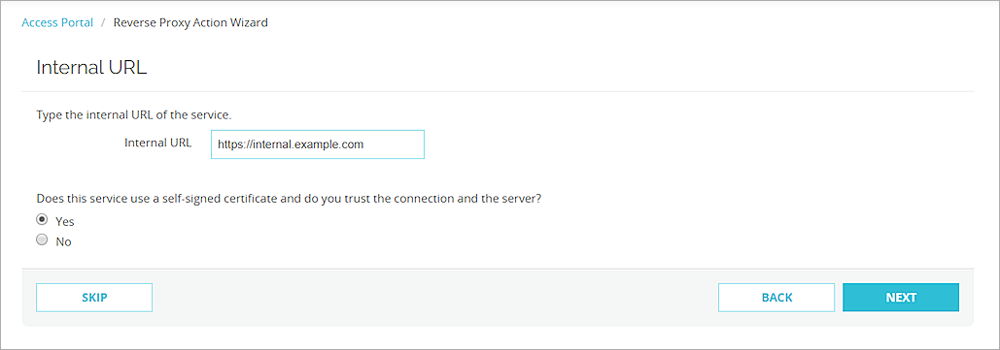 Access Portal / Reverse Proxy Action Wizard
Internal URL
Type the internal URL of the service.
Internal URL https://internal.example.com
Does this service use a self-signed certificate and do you trust the connection and the server?
Yes
No
SKIP BACK NEXT